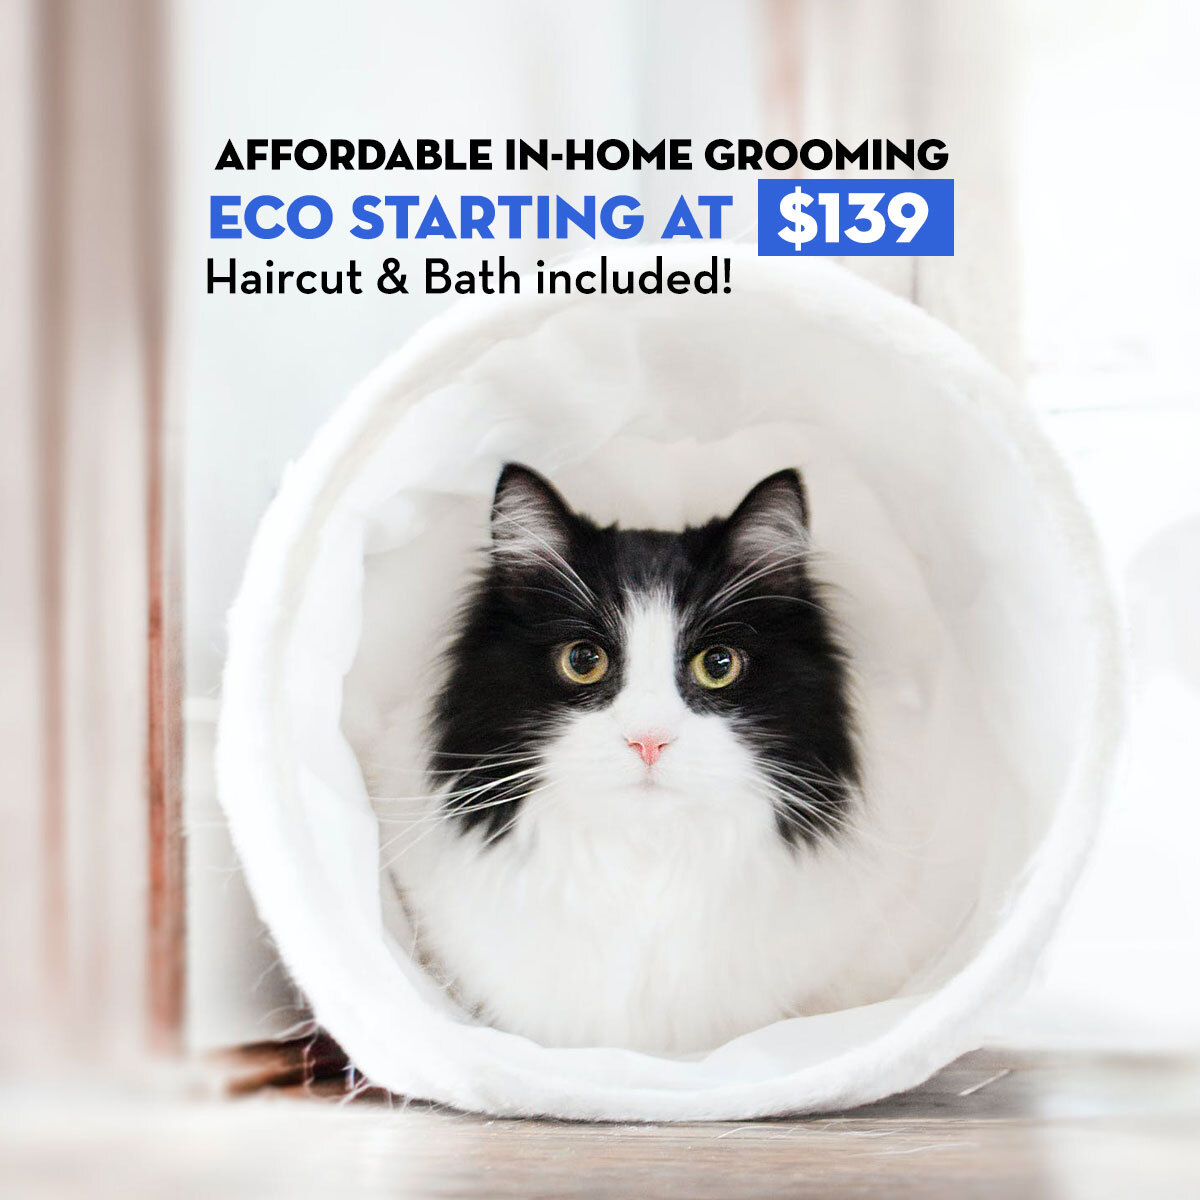 AFFORDABLE IN-HOME GROOMING
ECO STARTING AT $139
Haircut & Bath included!